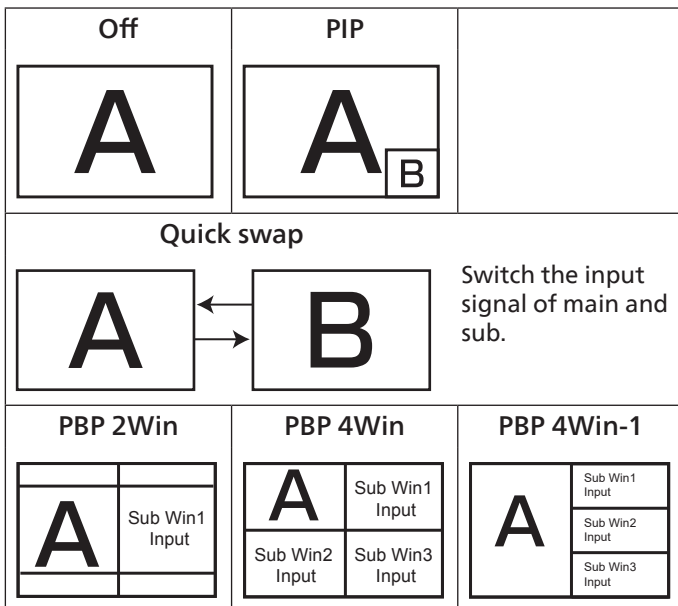 Off
PIP
A
A
B
Quick swap
A
B
Switch the input
signal of main and
sub.
PBP 2Win
PBP 4Win
PBP 4Win-1
A
Sub Win1
Input
A
Sub Win1
Input
Sub Win2
Input
Sub Win3
Input
A
Sub Win1
Input
Sub Win2
Input
Sub Win3
Input